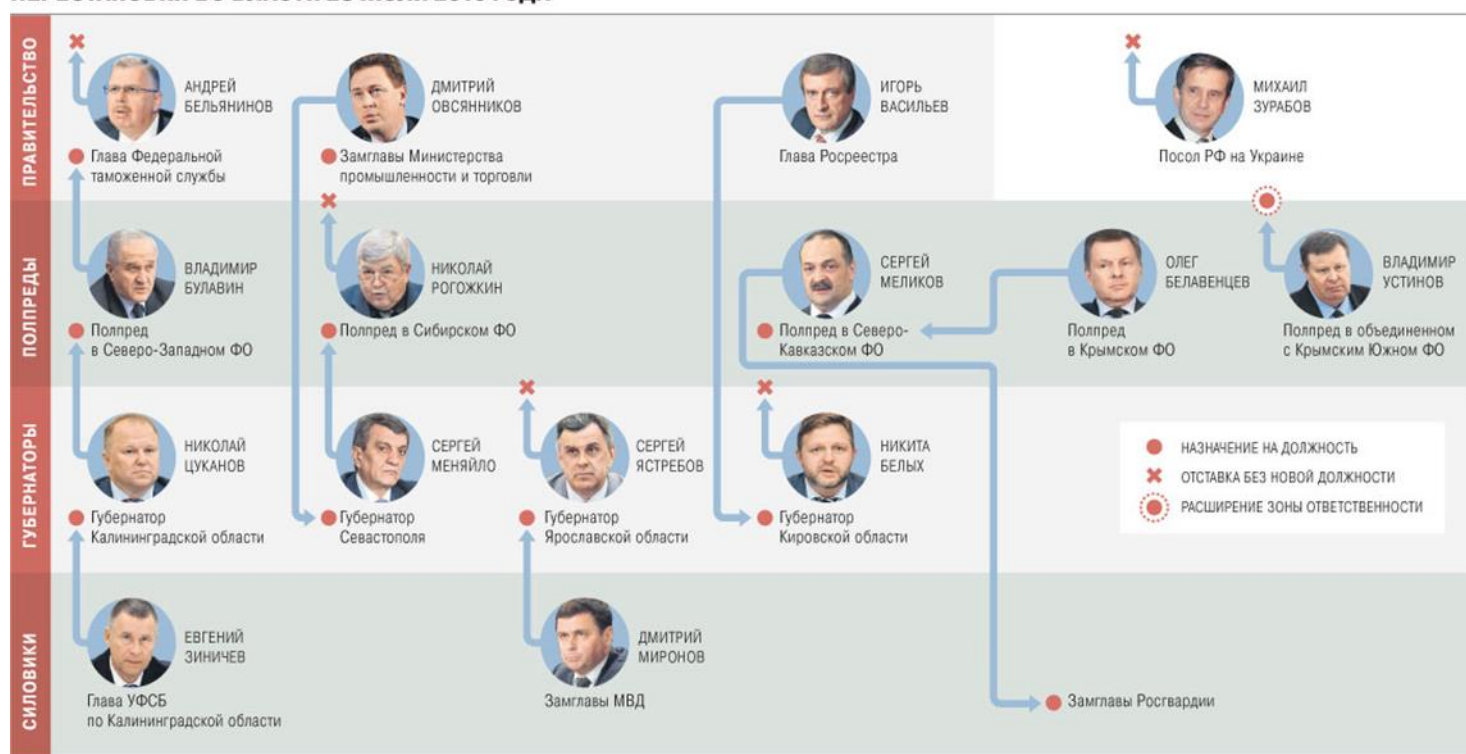 ПРАВИТЕЛЬСТВО
АНДРЕЙ
БЕЛЬЯНИНОВ
Глава Федеральной
таможенной службы
ДМИТРИЙ
ОВСЯННИКОВ
Замглавы Министерства
промышленности и торговли
ИГОРЬ
ВАСИЛЬЕВ
Глава Росреестра
МИХАИЛ
ЗУРАБОВ
Посол РФ на Украине
ПОЛПРЕДЫ
ВЛАДИМИР
БУЛАВИН
Полпред
в Северо-Западном ФО
НИКОЛАЙ
РОГОЖКИН
Полпред в Сибирском ФО
СЕРГЕЙ
МЕЛИКОВ
Полпред в Северо-
Кавказском ФО
ОЛЕГ
БЕЛАВЕНЦЕВ
Полпред
в Крымском ФО
ВЛАДИМИР
УСТИНОВ
Полпред в объединенном
с Крымским Южном ФО
ГУБЕРНАТОРЫ
НИКОЛАЙ
ЦУКАНОВ
Губернатор
Калининградской области
СЕРГЕЙ
МЕНЯЙЛО
Губернатор
Севастополя
СЕРГЕЙ
ЯСТРЕБОВ
Губернатор
Ярославской области
НИКИТА
БЕЛЫХ
Губернатор
Кировской области
НАЗНАЧЕНИЕ НА ДОЛЖНОСТЬ
ОТСТАВКА БЕЗ НОВОЙ ДОЛЖНОСТИ
РАСШИРЕНИЕ ЗОНЫ ОТВЕТСТВЕННОСТИ
СИЛОВИКИ
ЕВГЕНИЙ
ЗИНИЧЕВ
Глава УФСБ
по Калининградской области
ДМИТРИЙ
МИРОНОВ
Замглавы МВД
Замглавы Росгвардии